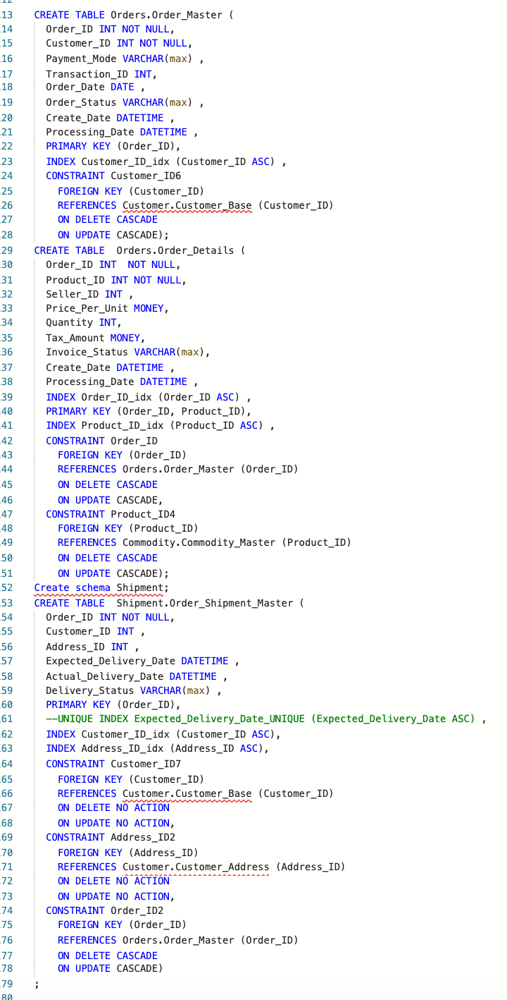 12
13 CREATE TABLE Orders.Order_Master (
14 Order_ID INT NOT NULL,
15 Customer_ID INT NOT NULL,
16 Payment_Mode VARCHAR(max) ,
17 Transaction_ID INT,
18 Order_Date DATE ,
19 Order_Status VARCHAR(max) ,
20 Create_Date DATETIME ,
21 Processing_Date DATETIME ,
22 PRIMARY KEY (Order_ID),
23 INDEX Customer_ID_idx (Customer_ID ASC) ,
24 CONSTRAINT Customer_ID6
25 FOREIGN KEY (Customer_ID)
26 REFERENCES Customer.Customer_Base (Customer_ID)
27 ON DELETE CASCADE
28 ON UPDATE CASCADE);
29 CREATE TABLE  Orders.Order_Details (
30 Order_ID INT  NOT NULL,
31 Product_ID INT NOT NULL,
32 Seller_ID INT ,
33 Price_Per_Unit MONEY,
34 Quantity INT,
35 Tax_Amount MONEY,
36 Invoice_Status VARCHAR(max),
37 Create_Date DATETIME ,
38 Processing_Date DATETIME ,
39 INDEX Order_ID_idx (Order_ID ASC) ,
40 PRIMARY KEY (Order_ID, Product_ID),
41 INDEX Product_ID_idx (Product_ID ASC) ,
42 CONSTRAINT Order_ID
43 FOREIGN KEY (Order_ID)
44 REFERENCES Orders.Order_Master (Order_ID)
45 ON DELETE CASCADE
46 ON UPDATE CASCADE,
47 CONSTRAINT Product_ID4
48 FOREIGN KEY (Product_ID)
49 REFERENCES Commodity.Commodity_Master (Product_ID)
50 ON DELETE CASCADE
51 ON UPDATE CASCADE);
52 Create schema Shipment;
53 CREATE TABLE  Shipment.Order_Shipment_Master (
54 Order_ID INT NOT NULL,
55 Customer_ID INT ,
56 Address_ID INT ,
57 Expected_Delivery_Date DATETIME ,
58 Actual_Delivery_Date DATETIME ,
59 Delivery_Status VARCHAR(max) ,
60 PRIMARY KEY (Order_ID),
61 --UNIQUE INDEX Expected_Delivery_Date_UNIQUE (Expected_Delivery_Date ASC) ,
62 INDEX Customer_ID_idx (Customer_ID ASC),
63 INDEX Address_ID_idx (Address_ID ASC),
64 CONSTRAINT Customer_ID7
65 FOREIGN KEY (Customer_ID)
66 REFERENCES Customer.Customer_Base (Customer_ID)
67 ON DELETE NO ACTION
68 ON UPDATE NO ACTION,
69 CONSTRAINT Address_ID2
70 FOREIGN KEY (Address_ID)
71 REFERENCES Customer.Customer_Address (Address_ID)
72 ON DELETE NO ACTION
73 ON UPDATE NO ACTION,
74 CONSTRAINT Order_ID2
75 FOREIGN KEY (Order_ID)
76 REFERENCES Orders.Order_Master (Order_ID)
77 ON DELETE CASCADE
78 ON UPDATE CASCADE)
79 ;
80